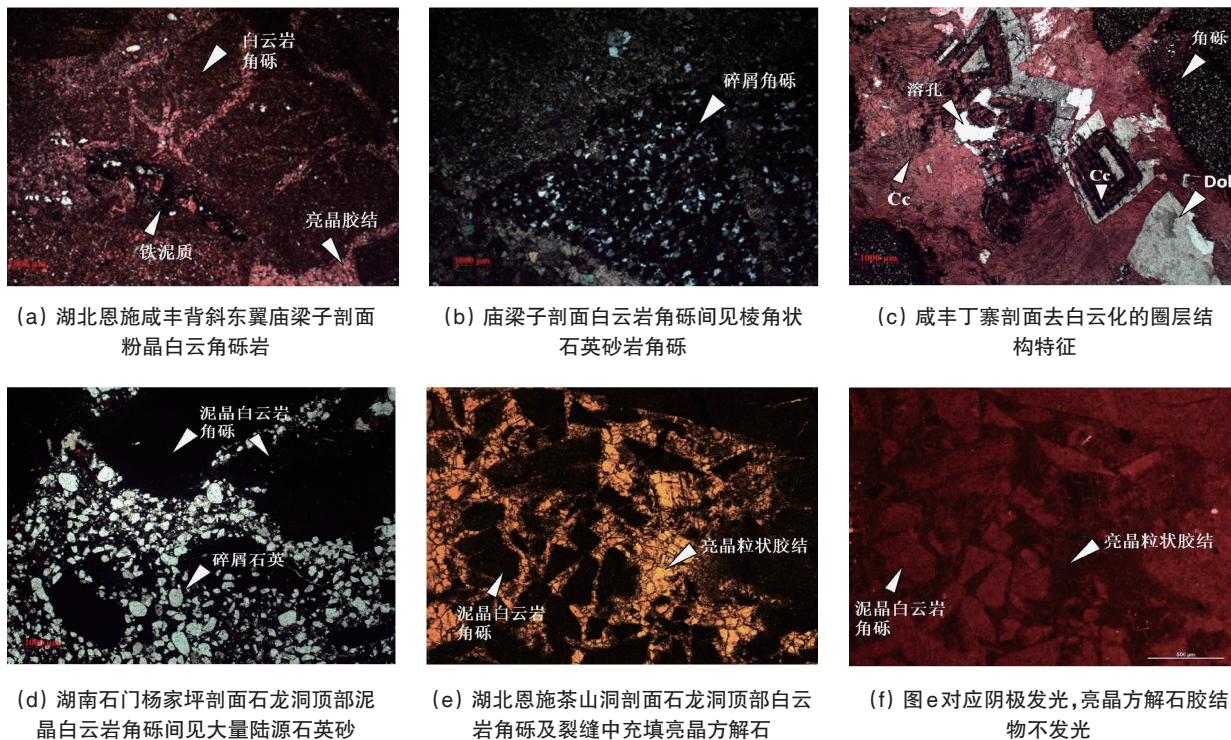 白云岩
角砾
铁泥质
亮晶胶结
1000 μm
(a) 湖北恩施咸丰背斜东翼庙梁子剖面
粉晶白云角砾岩
碎屑角砾
1000 μm
(b) 庙梁子剖面白云岩角砾间见棱角状
石英砂岩角砾
角砾
溶孔
Cc
Cc
Dol
1000 μm
(c) 咸丰丁寨剖面去白云化的圈层结
构特征
泥晶白云岩
角砾
碎屑石英
1000 μm
(d) 湖南石门杨家坪剖面石龙洞顶部泥
晶白云岩角砾间见大量陆源石英砂
亮晶粒状胶结
泥晶白云岩
角砾
(e) 湖北恩施茶山洞剖面石龙洞顶部白云
岩角砾及裂缝中充填亮晶方解石
亮晶粒状胶结
泥晶白云岩
角砾
500 μm
(f) 图e对应阴极发光,亮晶方解石胶结
物不发光